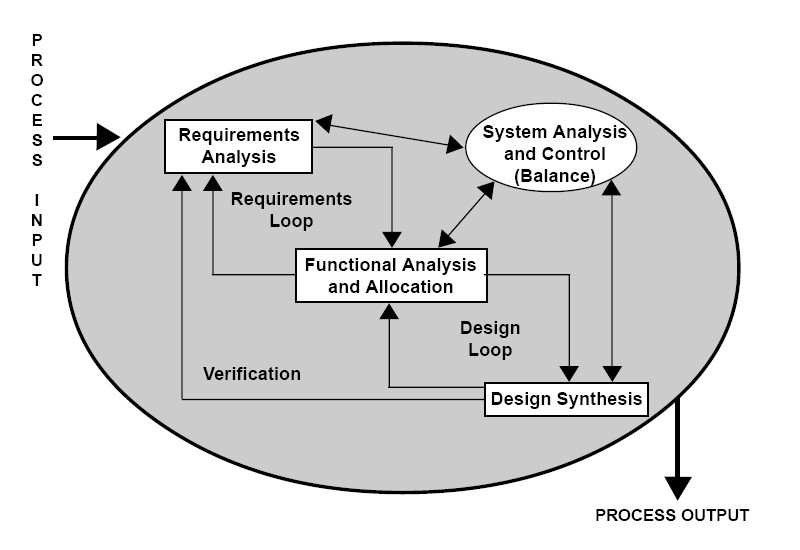 PROCESS INPUT
Requirements
Analysis
System Analysis
and Control
(Balance)
Requirements
Loop
Functional Analysis
and Allocation
Design
Loop
Verification
Design Synthesis
PROCESS OUTPUT